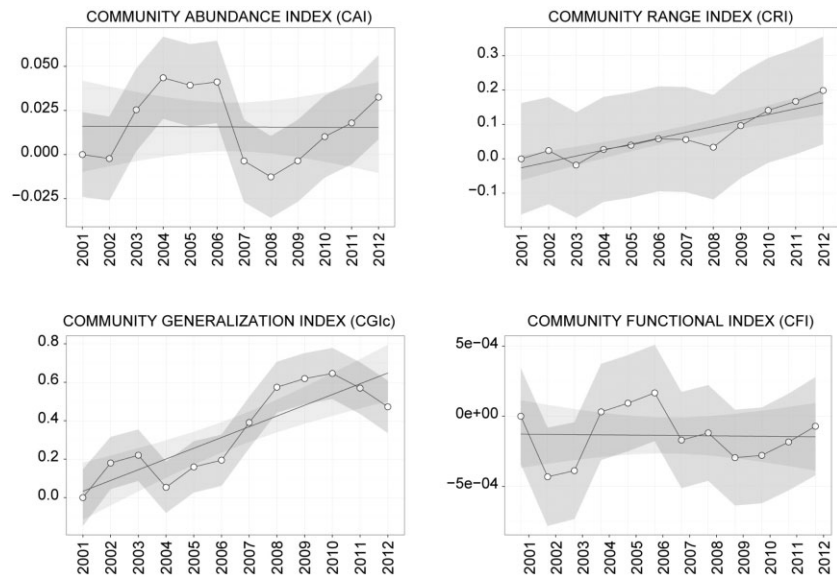 COMMUNITY ABUNDANCE INDEX (CAI)
0.050
0.025
0.000
−0.025
2001 2002 2003 2004 2005 2006 2007 2008 2009 2010 2011 2012
COMMUNITY RANGE INDEX (CRI)
0.3
0.2
0.1
0.0
−0.1
2001 2002 2003 2004 2005 2006 2007 2008 2009 2010 2011 2012
COMMUNITY GENERALIZATION INDEX (CGIc)
0.8
0.6
0.4
0.2
0.0
2001 2002 2003 2004 2005 2006 2007 2008 2009 2010 2011 2012
COMMUNITY FUNCTIONAL INDEX (CFI)
5e−04
0e+00
−5e−04
2001 2002 2003 2004 2005 2006 2007 2008 2009 2010 2011 2012